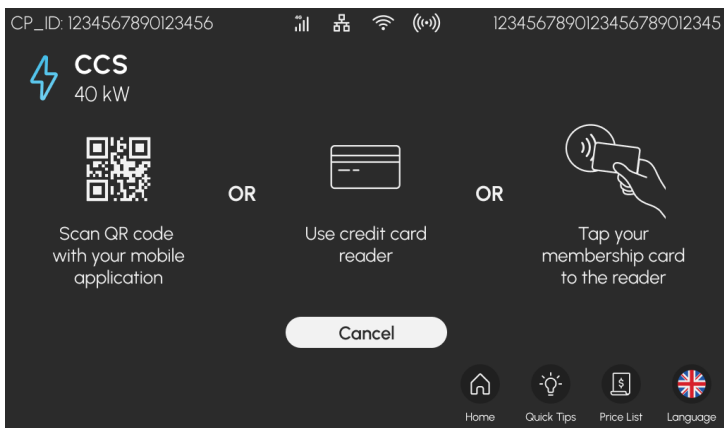 CP_ID: 1234567890123456
4G
1234567890123456789012345
CCS
40 kW
OR
OR
Scan QR code
with your mobile
application
Use credit card
reader
Tap your
membership card
to the reader
Cancel
$
Home
Quick Tips
Price List
Language